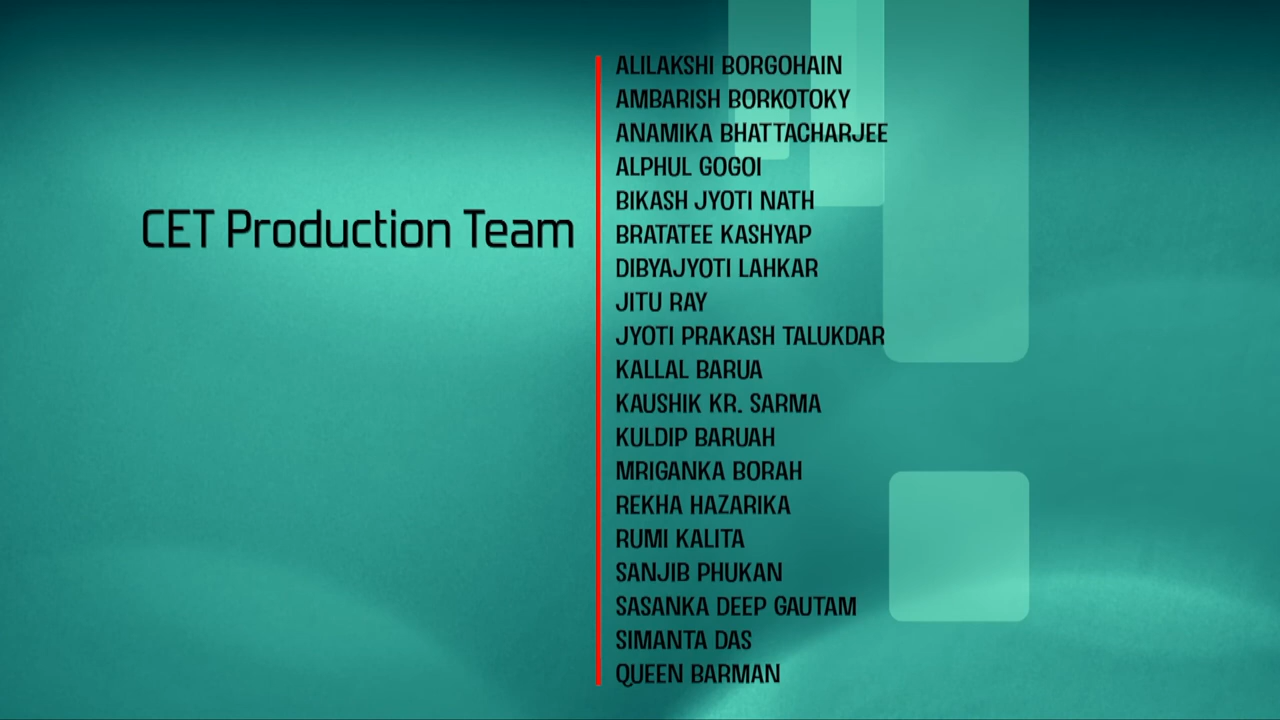 CET Production Team
ALILAKSHI BORGOHAIN
AMBARISH BORKOTOKY
ANAMIKA BHATTACHARJEE
ALPHUL GOGOI
BIKASH JYOTI NATH
BRATATEE KASHYAP
DIBYAJYOTI LAHKAR
JITU RAY
JYOTI PRAKASH TALUKDAR
KALLAL BARUA
KAUSHIK KR. SARMA
KULDIP BARUAH
MRIGANKA BORAH
REKHA HAZARIKA
RUMI KALITA
SANJIB PHUKAN
SASANKA DEEP GAUTAM
SIMANTA DAS
QUEEN BARMAN